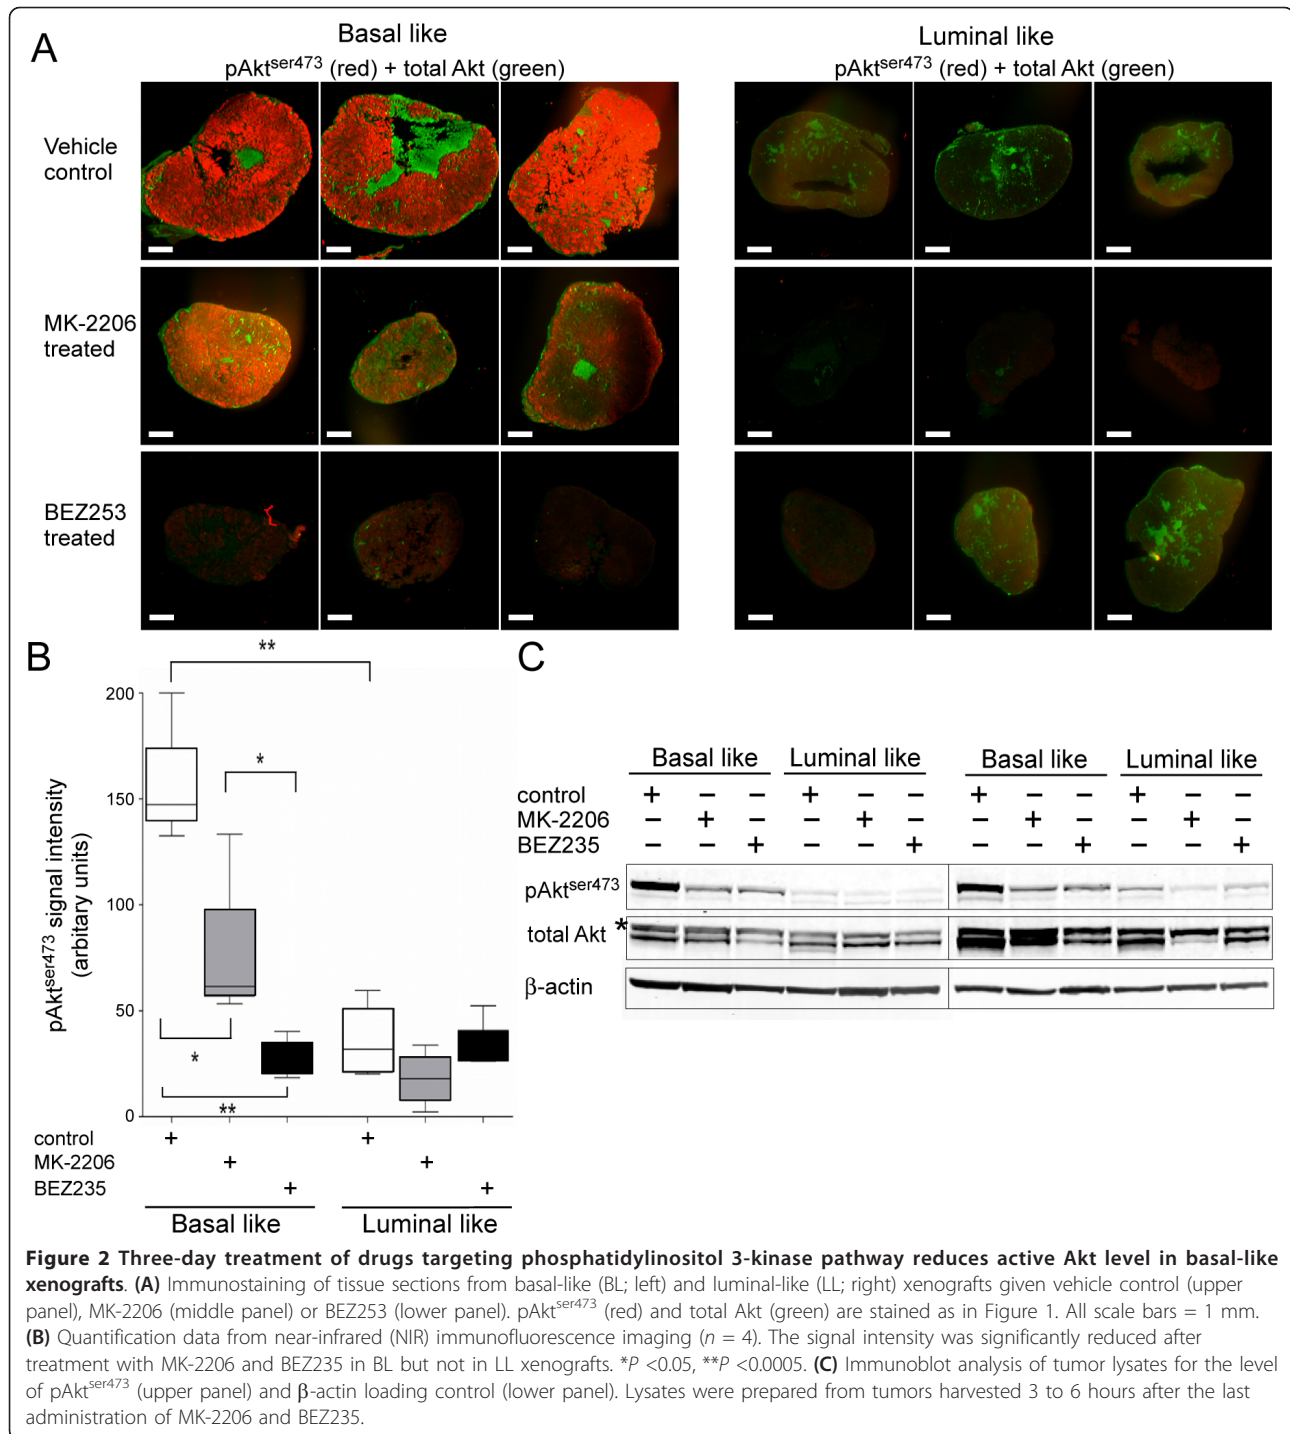 A
Basal like
pAktser473 (red) + total Akt (green)
Luminal like
pAktser473 (red) + total Akt (green)
Vehicle
control
MK-2206
treated
BEZ253
treated
B
**
200
*
150
100
50
*
**
0
pAktser473 signal intensity
(arbitary units)
control + +
MK-2206 + +
BEZ235 + +
Basal like Luminal like
C
Basal like Luminal like Basal like Luminal like
control + − − + − − + − − + − −
MK-2206 − + − − + − − + − − + −
BEZ235 − − + − − + − − + − − +
pAktser473
total Akt *
β-actin
Figure 2 Three-day treatment of drugs targeting phosphatidylinositol 3-kinase pathway reduces active Akt level in basal-like
xenografts. (A) Immunostaining of tissue sections from basal-like (BL; left) and luminal-like (LL; right) xenografts given vehicle control (upper
panel), MK-2206 (middle panel) or BEZ253 (lower panel). pAktser473 (red) and total Akt (green) are stained as in Figure 1. All scale bars = 1 mm.
(B) Quantification data from near-infrared (NIR) immunofluorescence imaging (n = 4). The signal intensity was significantly reduced after
treatment with MK-2206 and BEZ235 in BL but not in LL xenografts. *P <0.05, **P <0.0005. (C) Immunoblot analysis of tumor lysates for the level
of pAktser473 (upper panel) and β-actin loading control (lower panel). Lysates were prepared from tumors harvested 3 to 6 hours after the last
administration of MK-2206 and BEZ235.